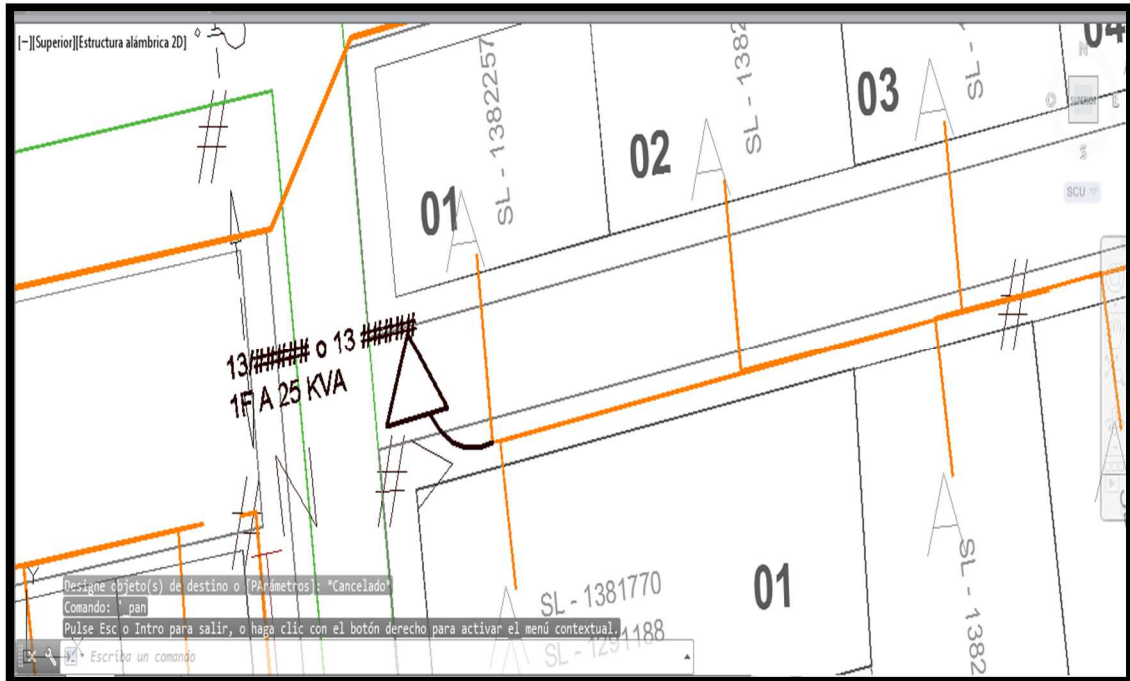 [−][Superior][Estructura alámbrica 2D]
04
SL - 1382257
SL - 1382
SL - 1
03
02
01
N
SUPERIOR
O
E
SCU
A
A
A
13/##### o 13 #####
1F A 25 KVA
N
A
A
A
01
SL - 1381770
SL - 1291188
SL - 1382
Y
X
Designe objeto(s) de destino o [PArámetros]: *Cancelado*
Comando: '_pan
Pulse Esc o Intro para salir, o haga clic con el botón derecho para activar el menú contextual.
Escriba un comando